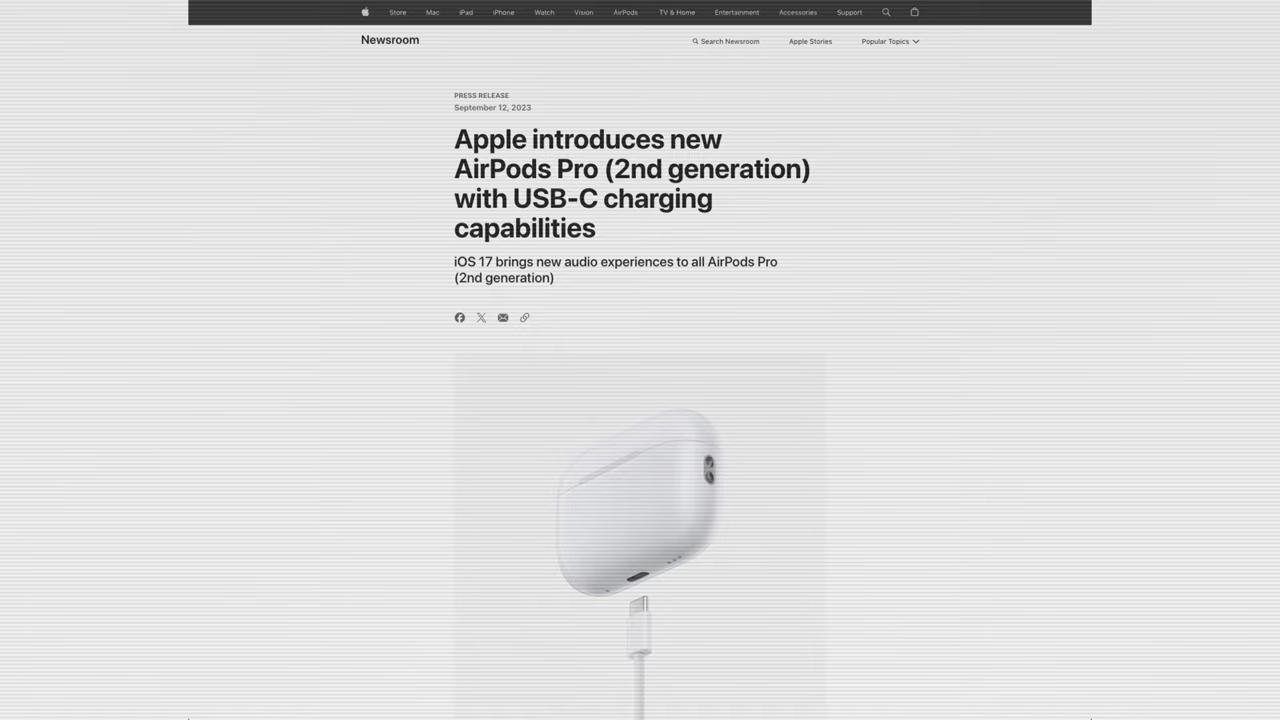 Store Mac iPad iPhone Watch Vision AirPods TV & Home Entertainment Accessories Support
Newsroom
Search Newsroom Apple Stories Popular Topics
PRESS RELEASE
September 12, 2023
Apple introduces new
AirPods Pro (2nd generation)
with USB-C charging
capabilities
iOS 17 brings new audio experiences to all AirPods Pro
(2nd generation)